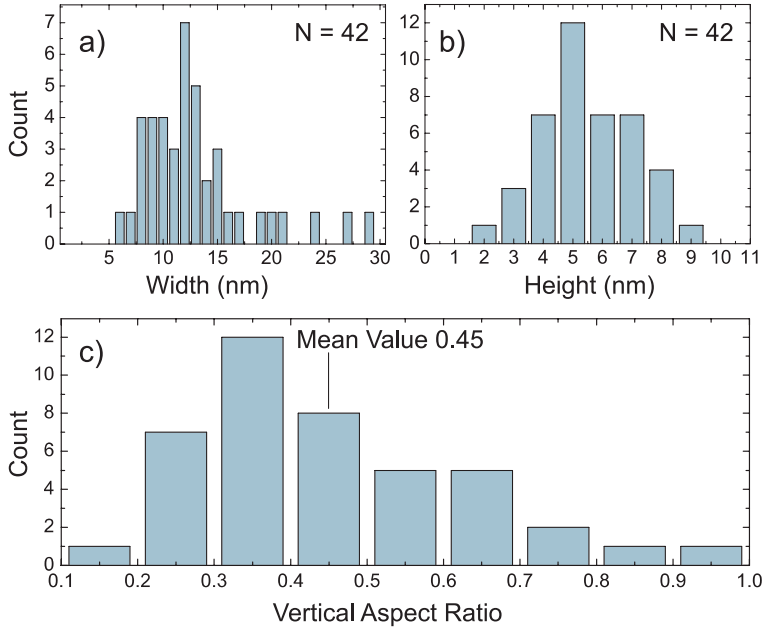 a)
N = 42
Count
7
6
5
4
3
2
1
0
5 10 15 20 25 30
Width (nm)
b)
N = 42
12
10
8
6
4
2
0
0 1 2 3 4 5 6 7 8 9 10 11
Height (nm)
c)
Mean Value 0.45
Count
12
10
8
6
4
2
0
0.1 0.2 0.3 0.4 0.5 0.6 0.7 0.8 0.9 1.0
Vertical Aspect Ratio